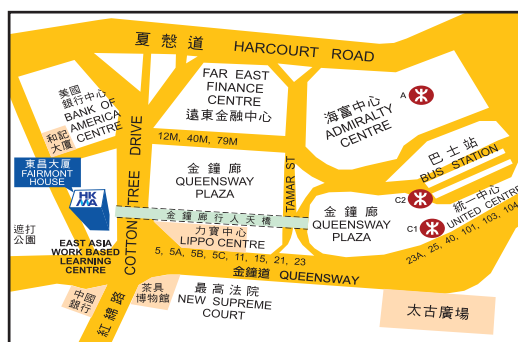 夏慤道 HARCOURT ROAD
美國
銀行中心
BANK OF
AMERICA
CENTRE
和記
大廈
FAR EAST
FINANCE
CENTRE
遠東金融中心
海富中心
ADMIRALTY
CENTRE
A
12M, 40M, 79M
巴士站
BUS STATION
東昌大廈
FAIRMONT
HOUSE
HK
MA
COTTON TREE DRIVE
金鐘廊
QUEENSWAY
PLAZA
TAMAR ST
金鐘廊
QUEENSWAY
PLAZA
C2
C1
統一中心
UNITED CENTRE
23A, 25, 40, 101, 103, 104
金鐘廊行人天橋
力寶中心
LIPPO CENTRE
5, 5A, 5B, 5C, 11, 15, 21, 23
遮打
公園
EAST ASIA
WORK BASED
LEARNING
CENTRE
金鐘道 QUEENSWAY
中國
銀行
紅綿路
茶具
博物館
最高法院
NEW SUPREME
COURT
太古廣場